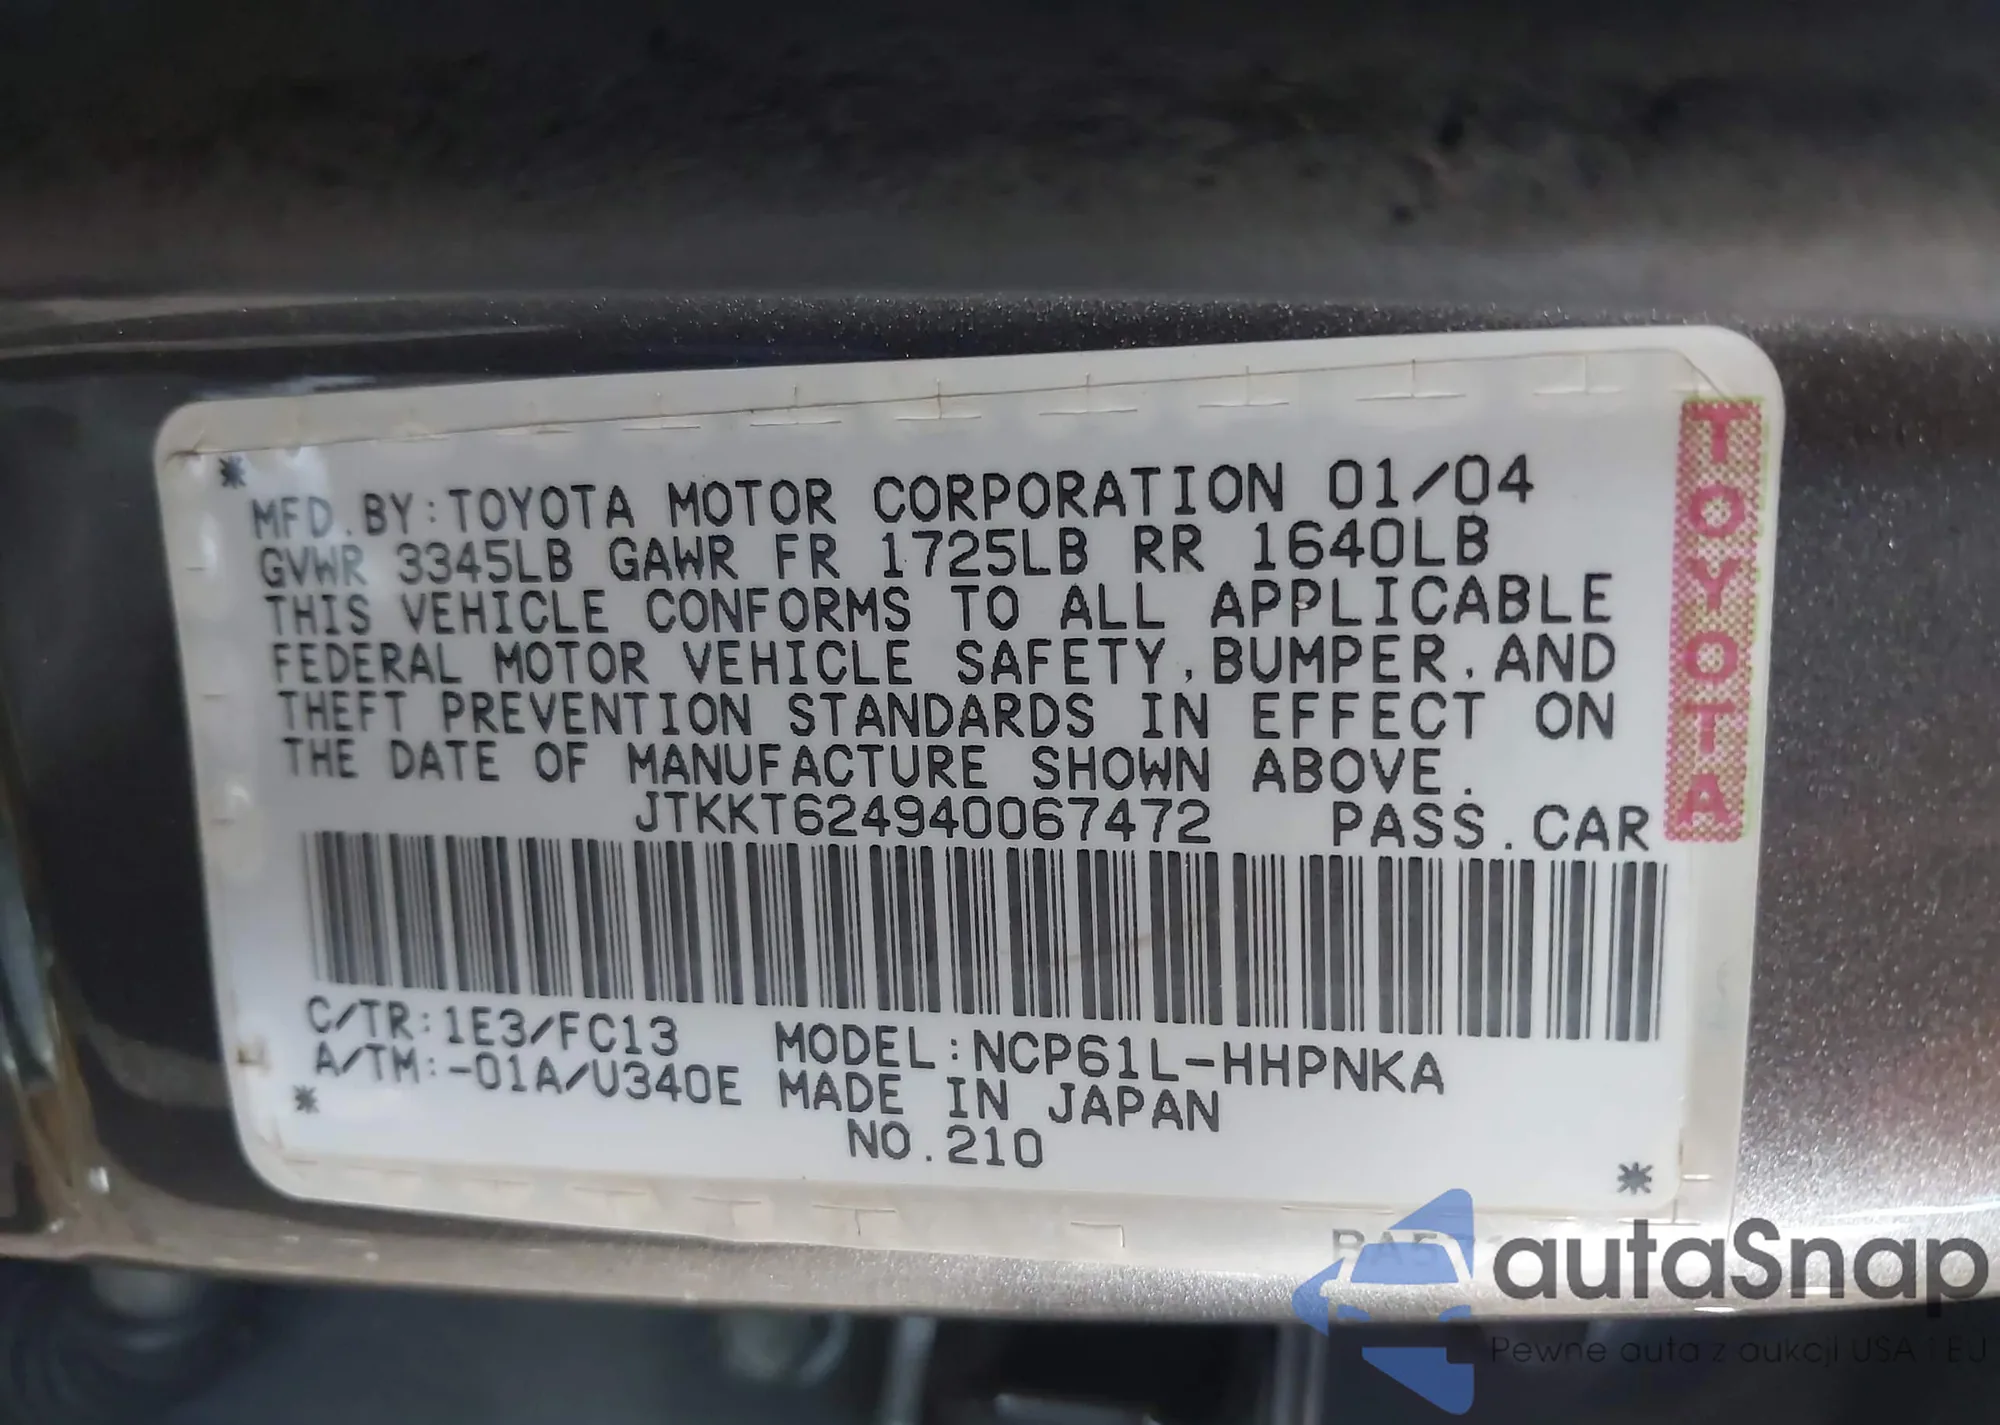 *
MFD.BY:TOYOTA MOTOR CORPORATION 01/04
GVWR 3345LB GAWR FR 1725LB RR 1640LB
THIS VEHICLE CONFORMS TO ALL APPLICABLE
FEDERAL MOTOR VEHICLE SAFETY,BUMPER,AND
THEFT PREVENTION STANDARDS IN EFFECT ON
THE DATE OF MANUFACTURE SHOWN ABOVE.
JTKKT624940067472 PASS.CAR
C/TR:1E3/FC13 MODEL:NCP61L-HHPNKA
A/TM:-01A/U340E MADE IN JAPAN
* NO.210 *
TOYOTA
autaSnap
Pewne auta z aukcji USA i EU